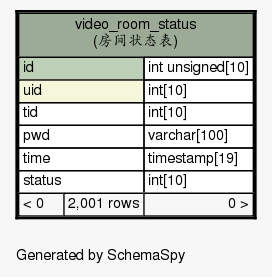 video_room_status
(房间状态表)
id int unsigned[10]
uid int[10]
tid int[10]
pwd varchar[100]
time timestamp[19]
status int[10]
< 0 2,001 rows 0 >
Generated by SchemaSpy